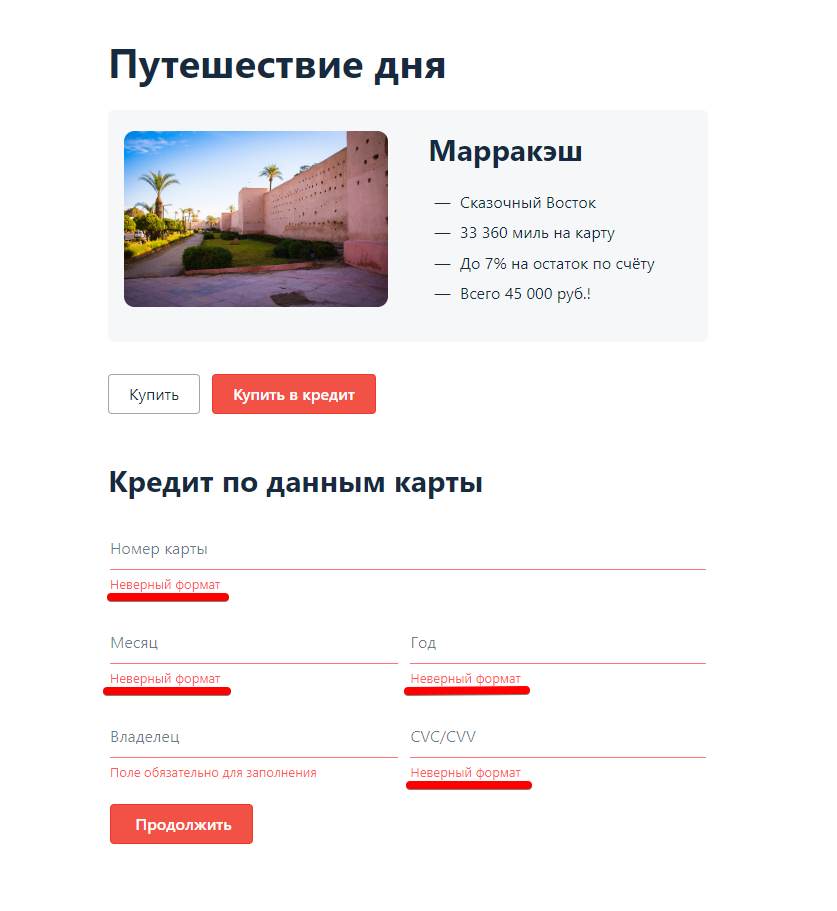 Путешествие дня
Марракэш
— Сказочный Восток
— 33 360 миль на карту
— До 7% на остаток по счёту
— Всего 45 000 руб.!
Купить Купить в кредит
Кредит по данным карты
Номер карты
Неверный формат
Месяц Год
Неверный формат Неверный формат
Владелец CVC/CVV
Поле обязательно для заполнения Неверный формат
Продолжить